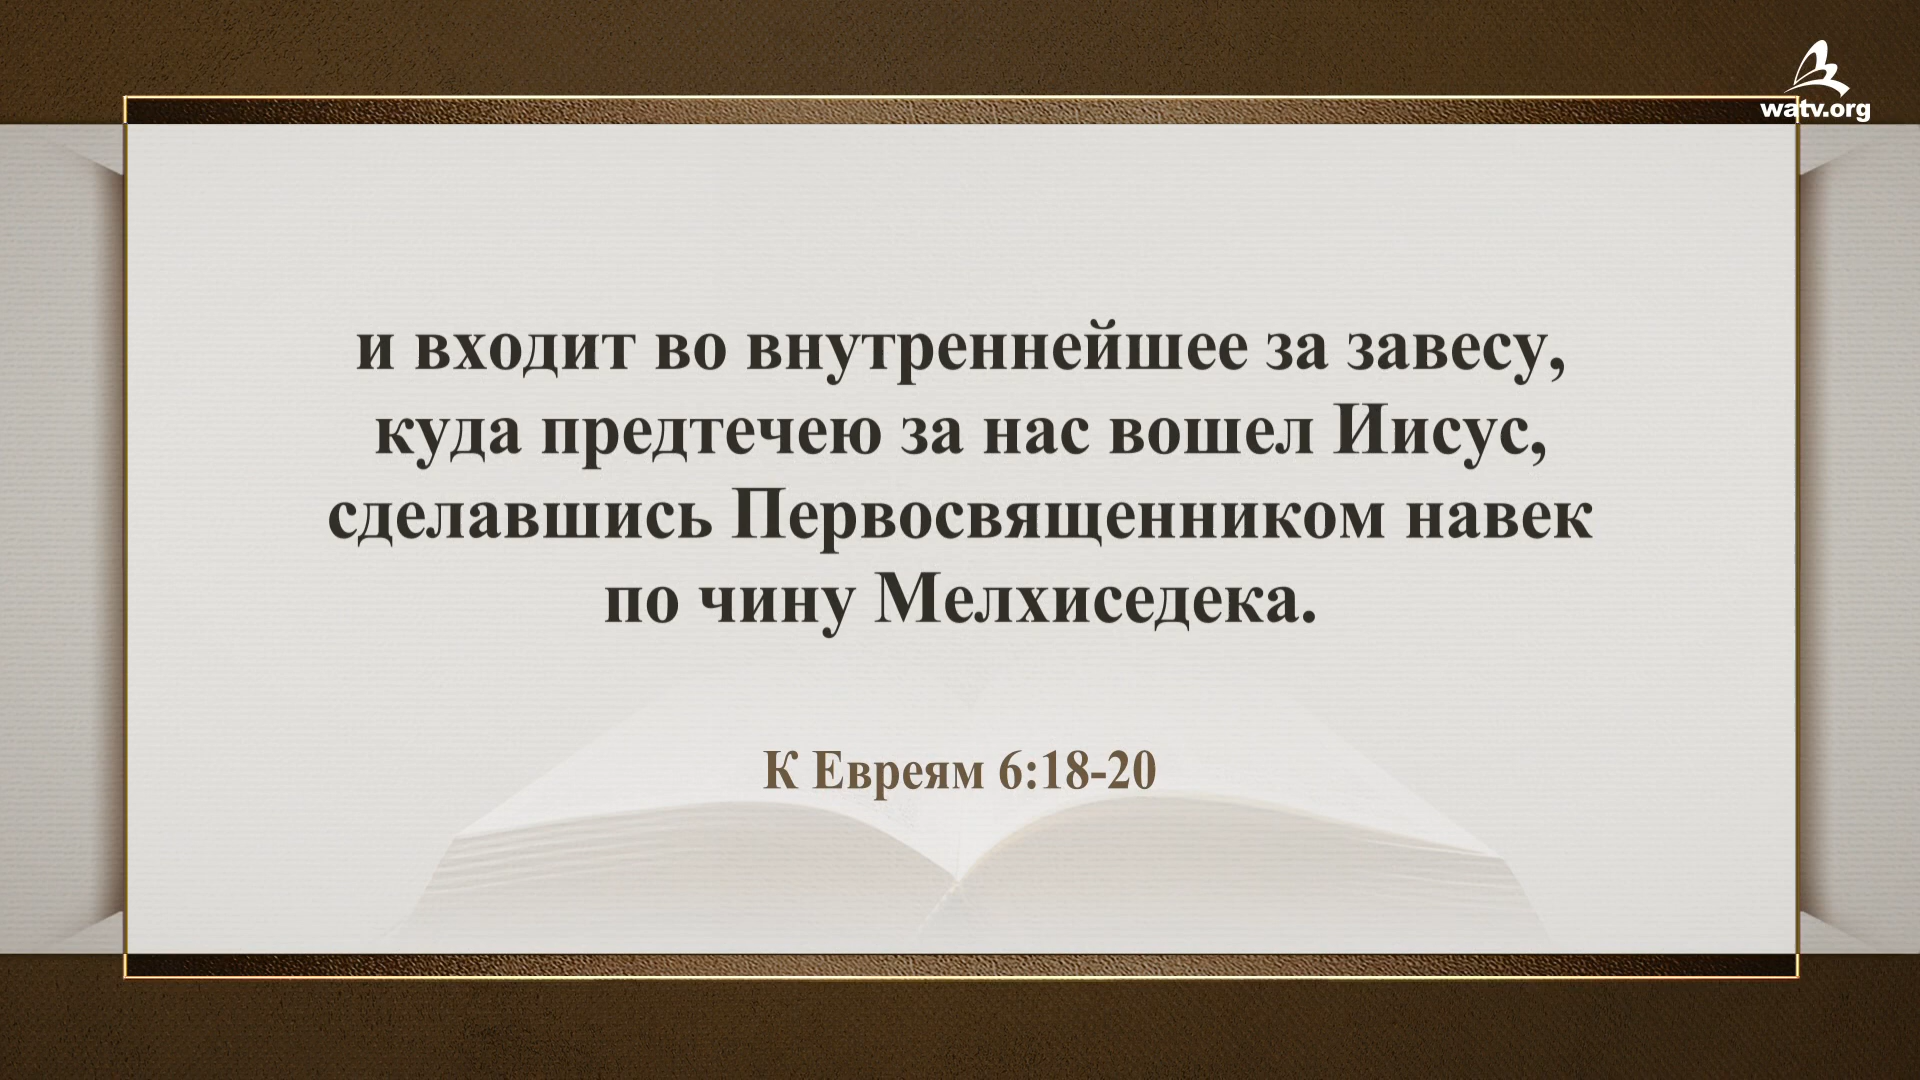 watv.org
и входит во внутреннейшее за завесу,
куда предтечею за нас вошел Иисус,
сделавшись Первосвященником навек
по чину Мелхиседека.
К Евреям 6:18-20